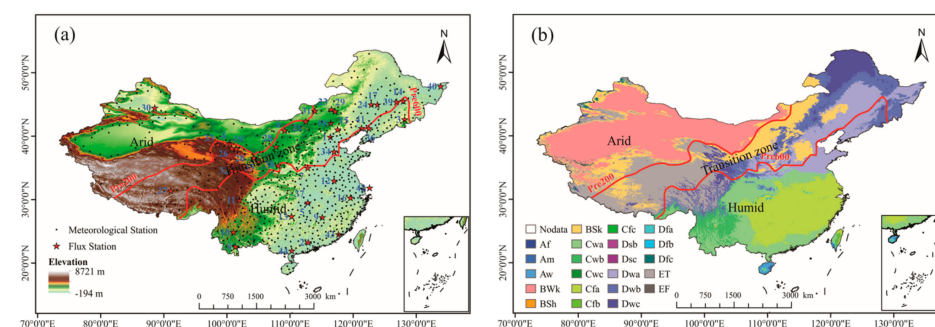 (a)
N
50°0'0"N
40°0'0"N
30°0'0"N
20°0'0"N
30
40
Arid
Transition zone
Pre200
Pre600
Humid
Meteorological Station
Flux Station
Elevation
8721 m
-194 m
0 750 1500 3000 km
70°0'0"E 80°0'0"E 90°0'0"E 100°0'0"E 110°0'0"E 120°0'0"E 130°0'0"E
(b)
N
50°0'0"N
40°0'0"N
30°0'0"N
20°0'0"N
Arid
Transition zone
Pre200
Pre600
Humid
Nodata BSk Cfc Dfa
Af Cwa Dsb Dfb
Am Cwb Dsc Dfc
Aw Cwc Dwa ET
BWk Cfa Dwb EF
BSh Cfb Dwc
0 750 1500 3000 km
70°0'0"E 80°0'0"E 90°0'0"E 100°0'0"E 110°0'0"E 120°0'0"E 130°0'0"E